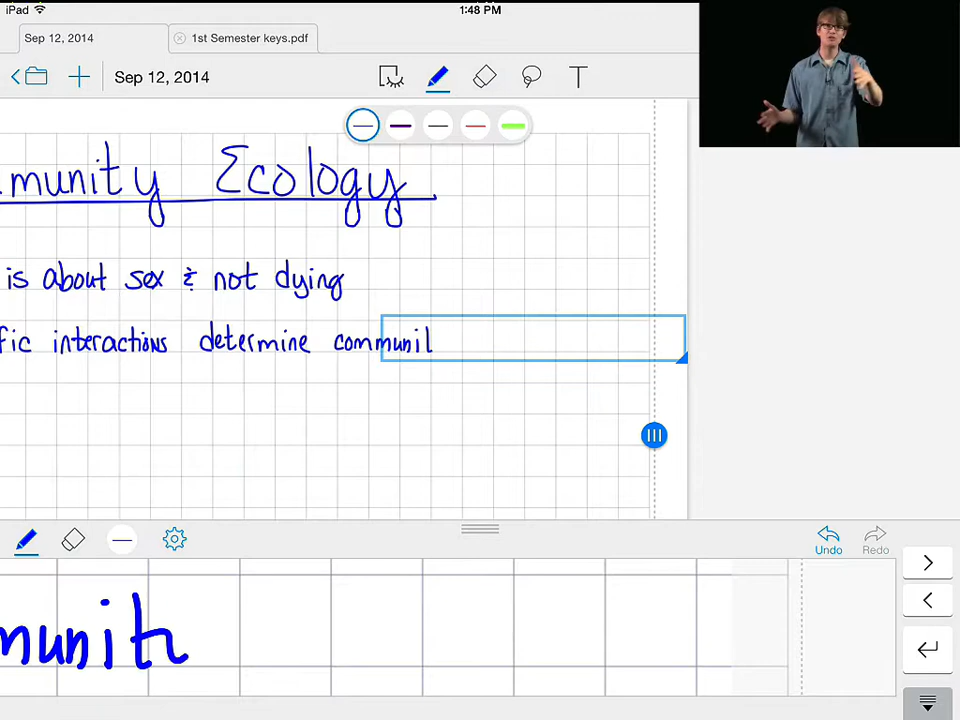 iPad 1:48 PM
Sep 12, 2014 1st Semester keys.pdf
Sep 12, 2014 T
munity Ecology
is about sex & not dying
fic interactions determine communil
Undo Redo
munit